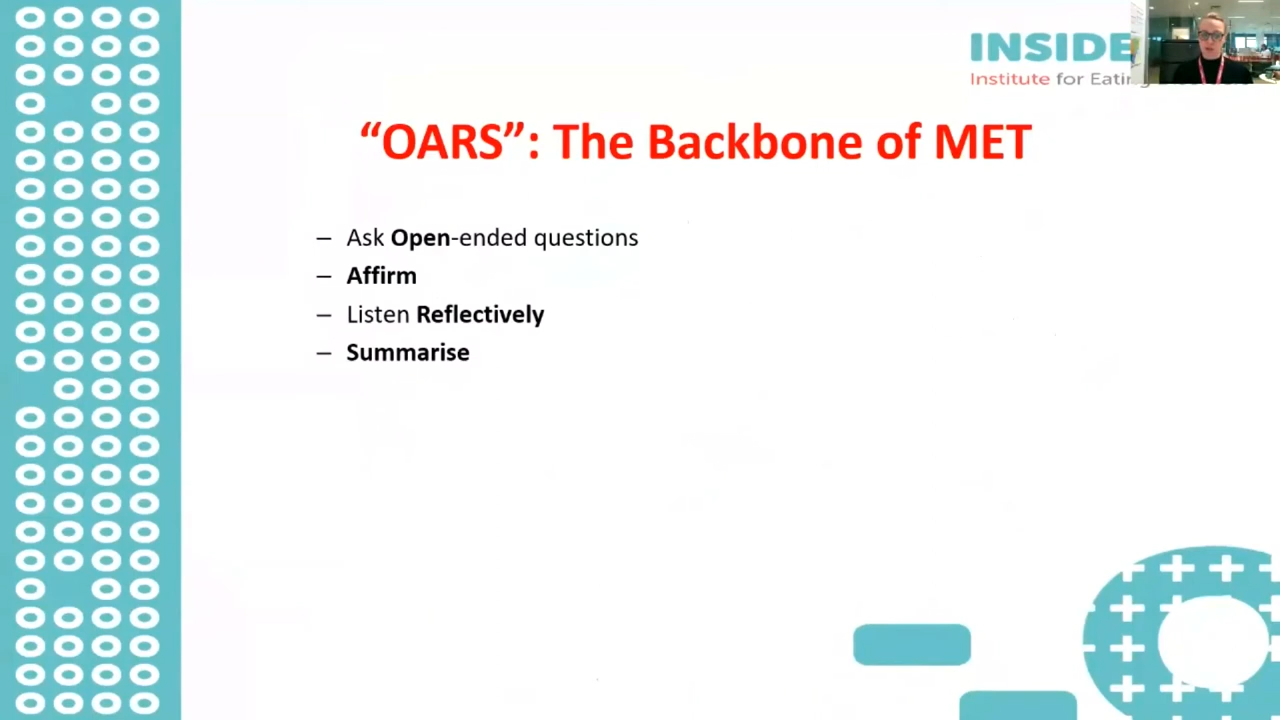 INSIDE
Institute for Eating
“OARS”: The Backbone of MET
– Ask Open-ended questions
– Affirm
– Listen Reflectively
– Summarise